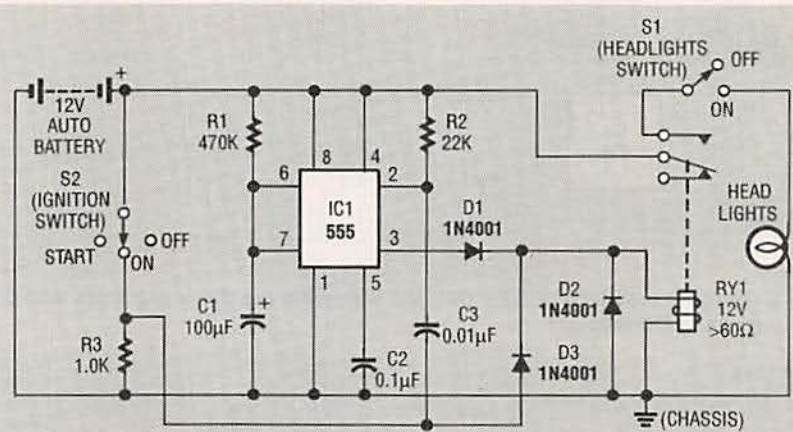 S1
(HEADLIGHTS
SWITCH)
OFF
ON
+
12V
AUTO
BATTERY
R1
470K
R2
22K
8
4
6
2
7
3
1
5
IC1
555
S2
(IGNITION
SWITCH)
START
OFF
ON
D1
1N4001
HEAD
LIGHTS
C1
100µF
+
C3
0.01µF
D2
1N4001
RY1
12V
>60Ω
R3
1.0K
C2
0.1µF
D3
1N4001
(CHASSIS)